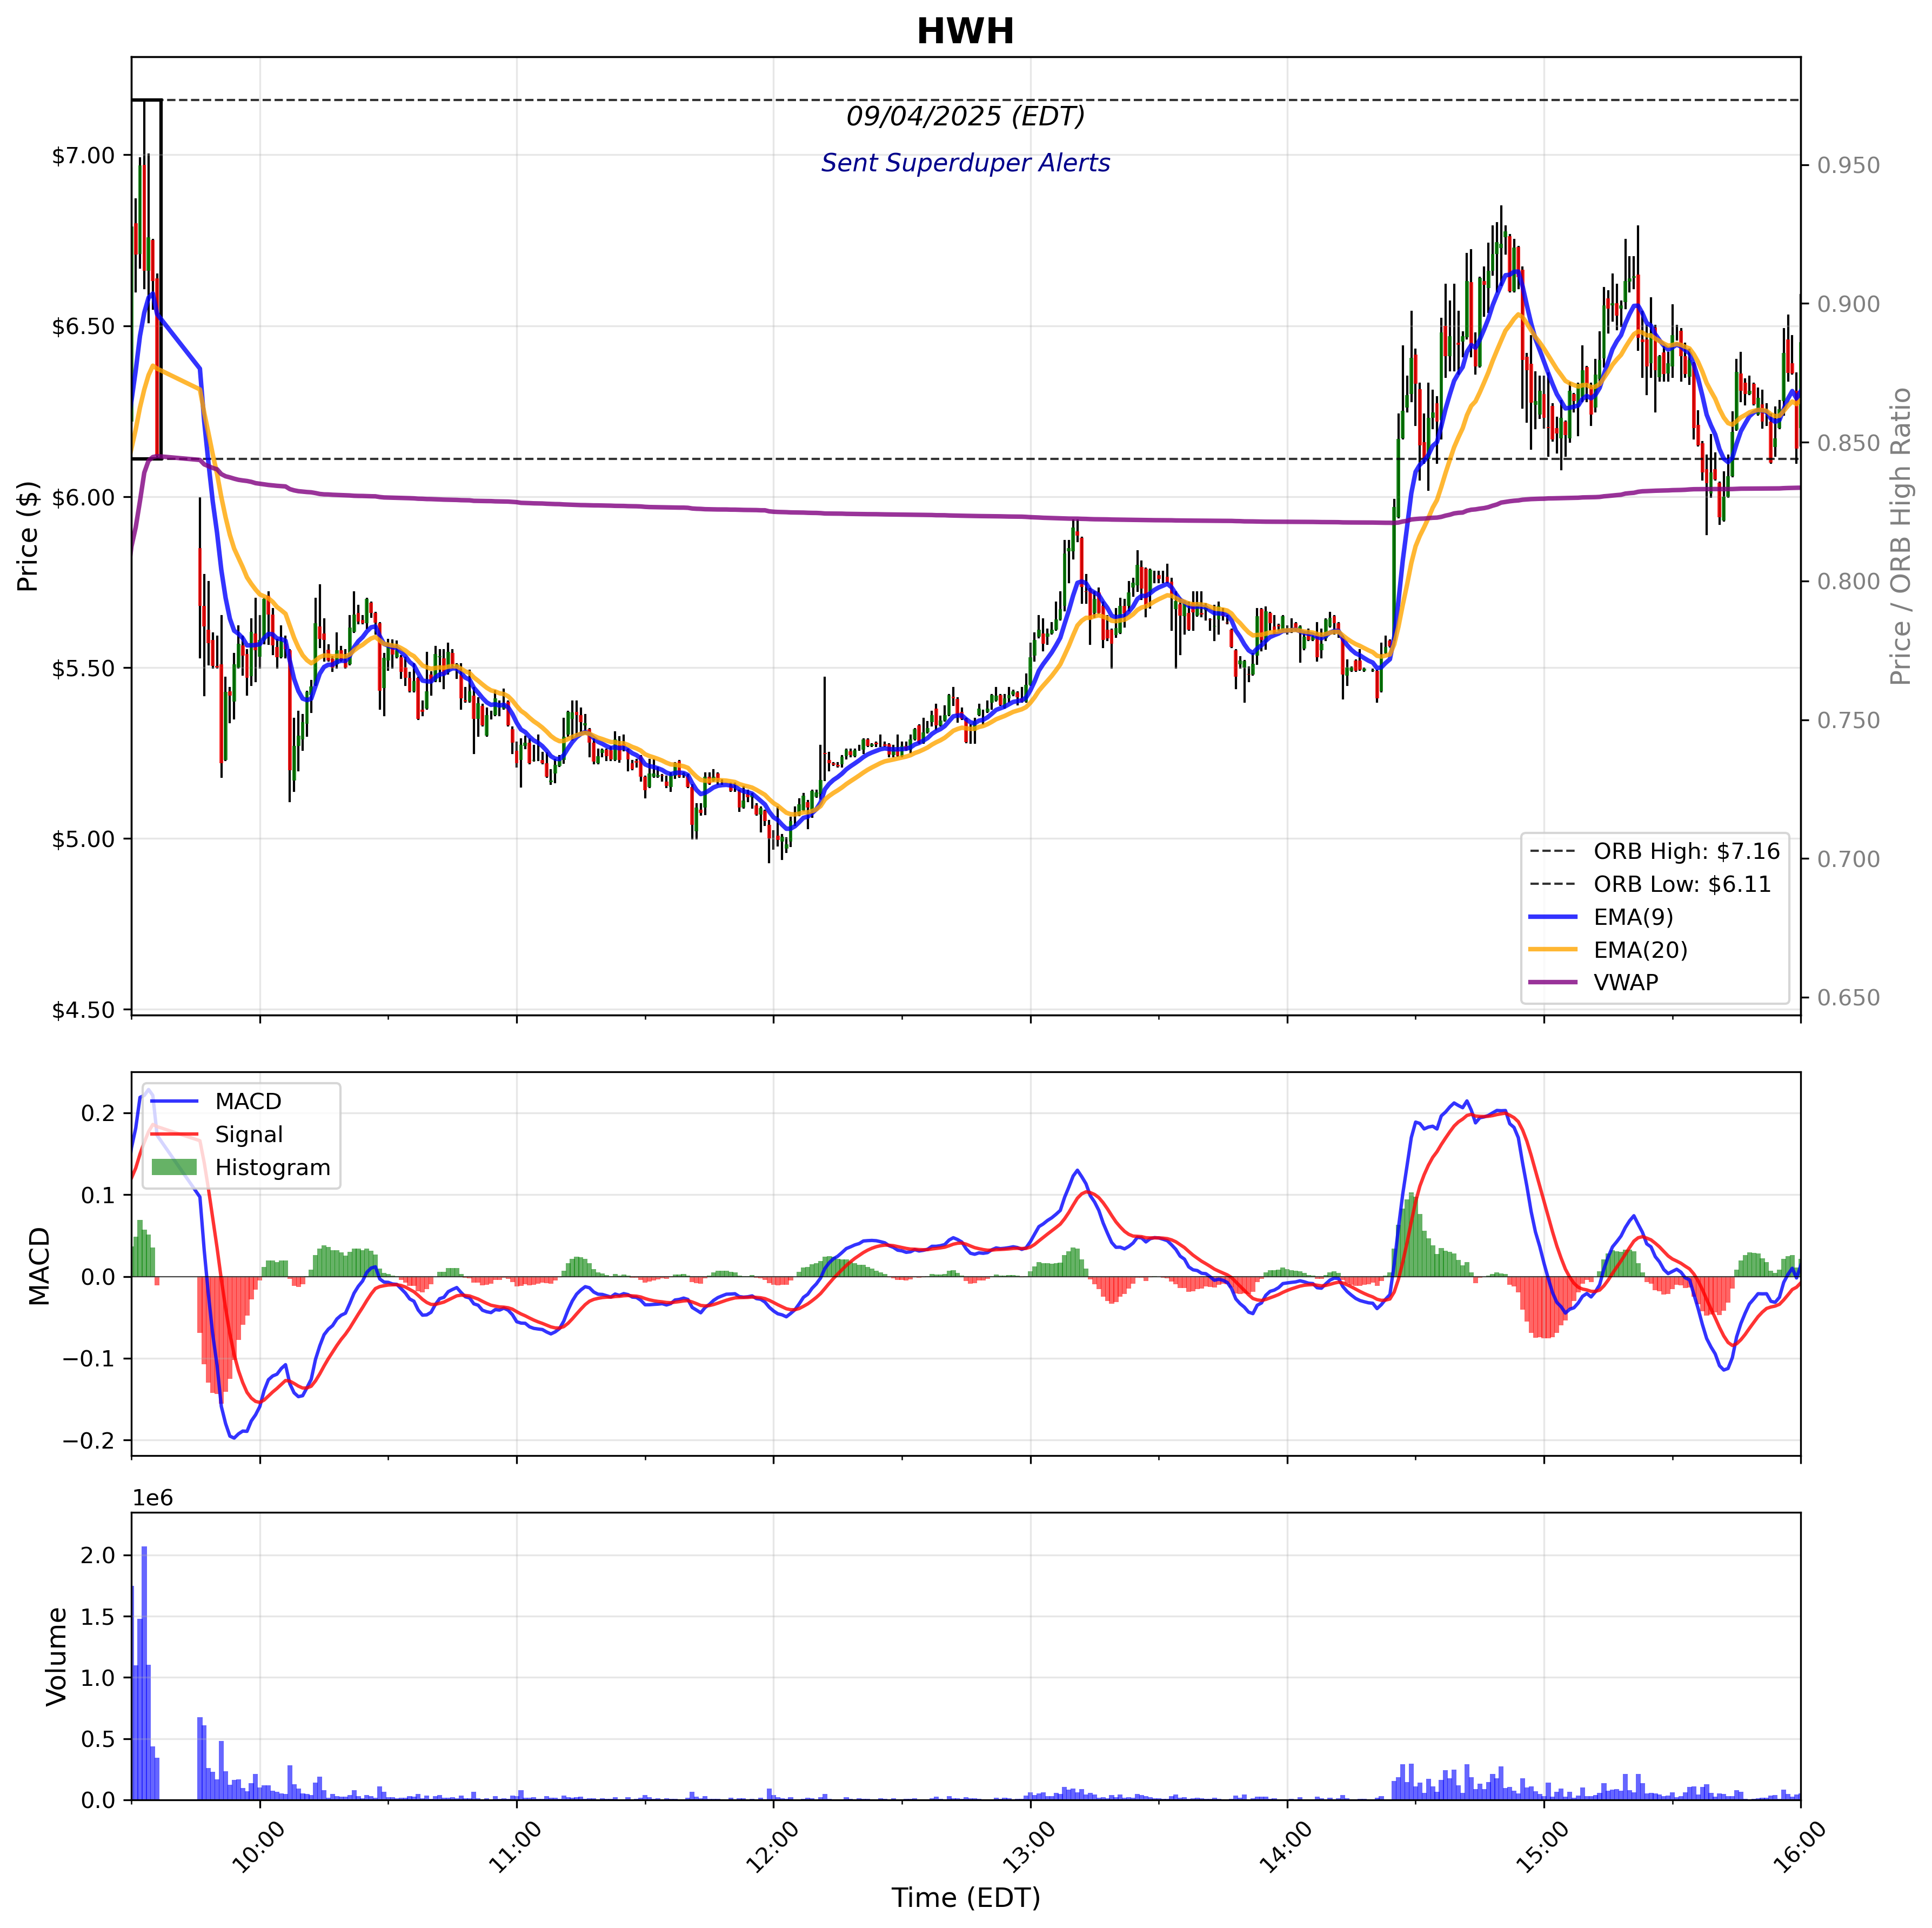 HWH
09/04/2025 (EDT)
Sent Superduper Alerts
Price ($)
$7.00
$6.50
$6.00
$5.50
$5.00
$4.50
Price / ORB High Ratio
0.950
0.900
0.850
0.800
0.750
0.700
0.650
ORB High: $7.16
ORB Low: $6.11
EMA(9)
EMA(20)
VWAP
MACD
0.2
0.1
0.0
−0.1
−0.2
MACD
Signal
Histogram
1e6
Volume
2.0
1.5
1.0
0.5
0.0
10:00
11:00
12:00
13:00
14:00
15:00
16:00
Time (EDT)